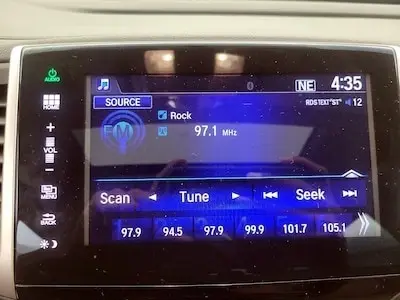 NE 4:35
AUDIO
SOURCE
RDS TEXT "ST" 12
HOME
Rock
FM
97.1 MHz
+
VOL
−
Scan Tune Seek
MENU
BACK
97.9 94.5 97.9 99.9 101.7 105.1